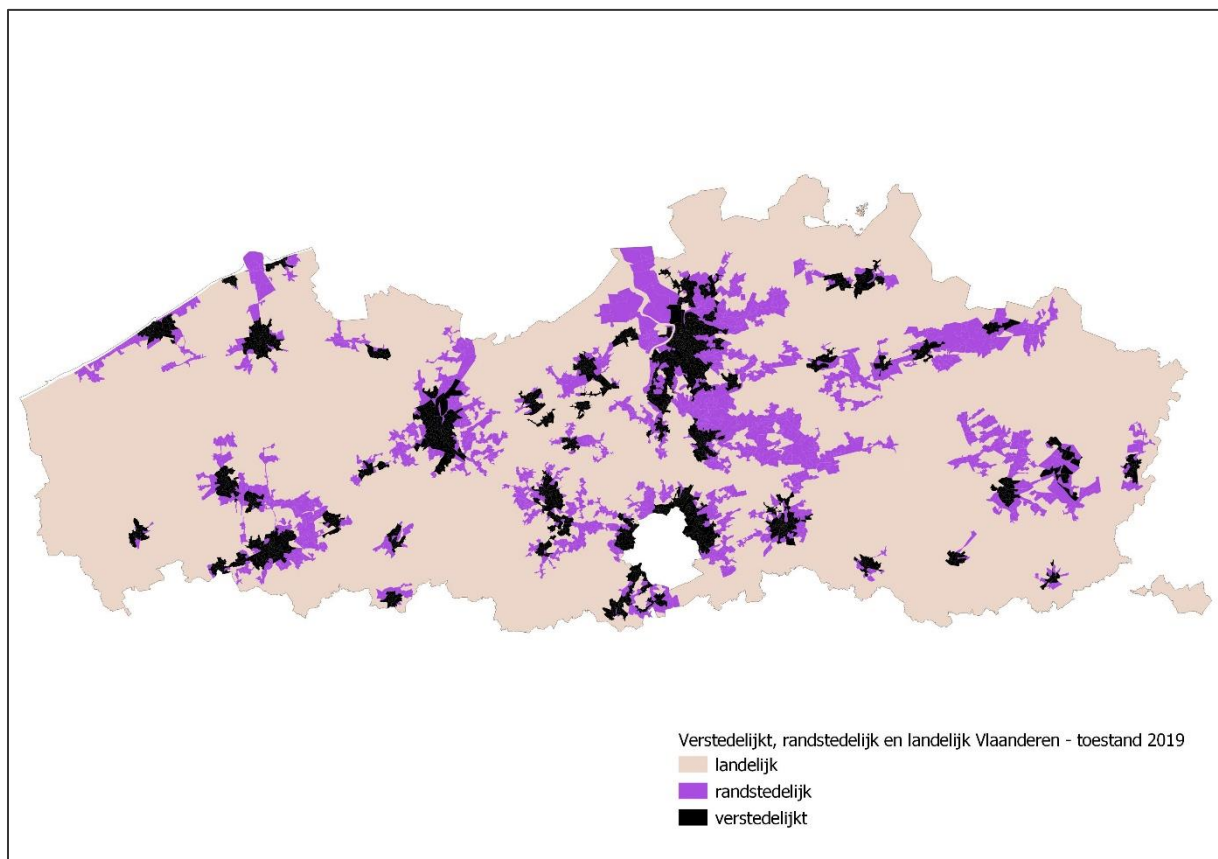 Verstedelijkt, randstedelijk en landelijk Vlaanderen - toestand 2019
landelijk
randstedelijk
verstedelijkt